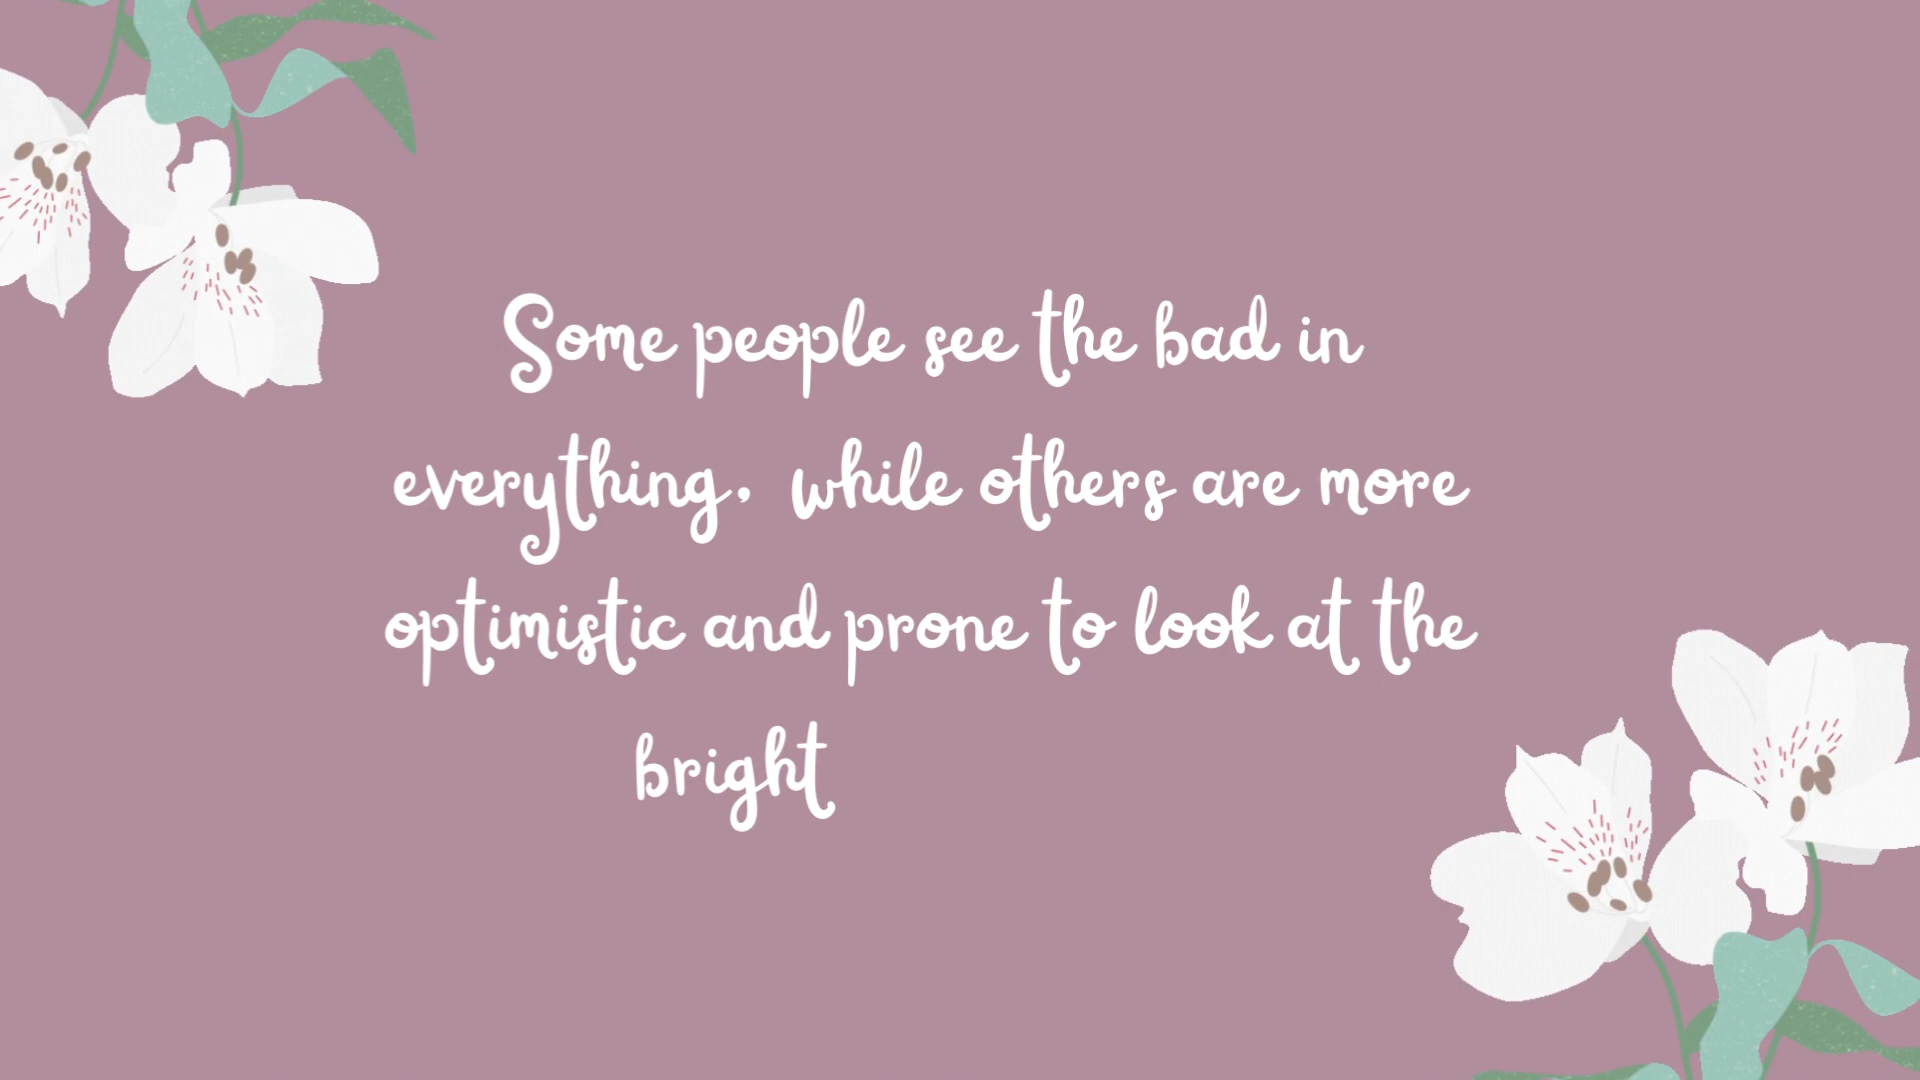 Some people see the bad in
everything, while others are more
optimistic and prone to look at the
bright